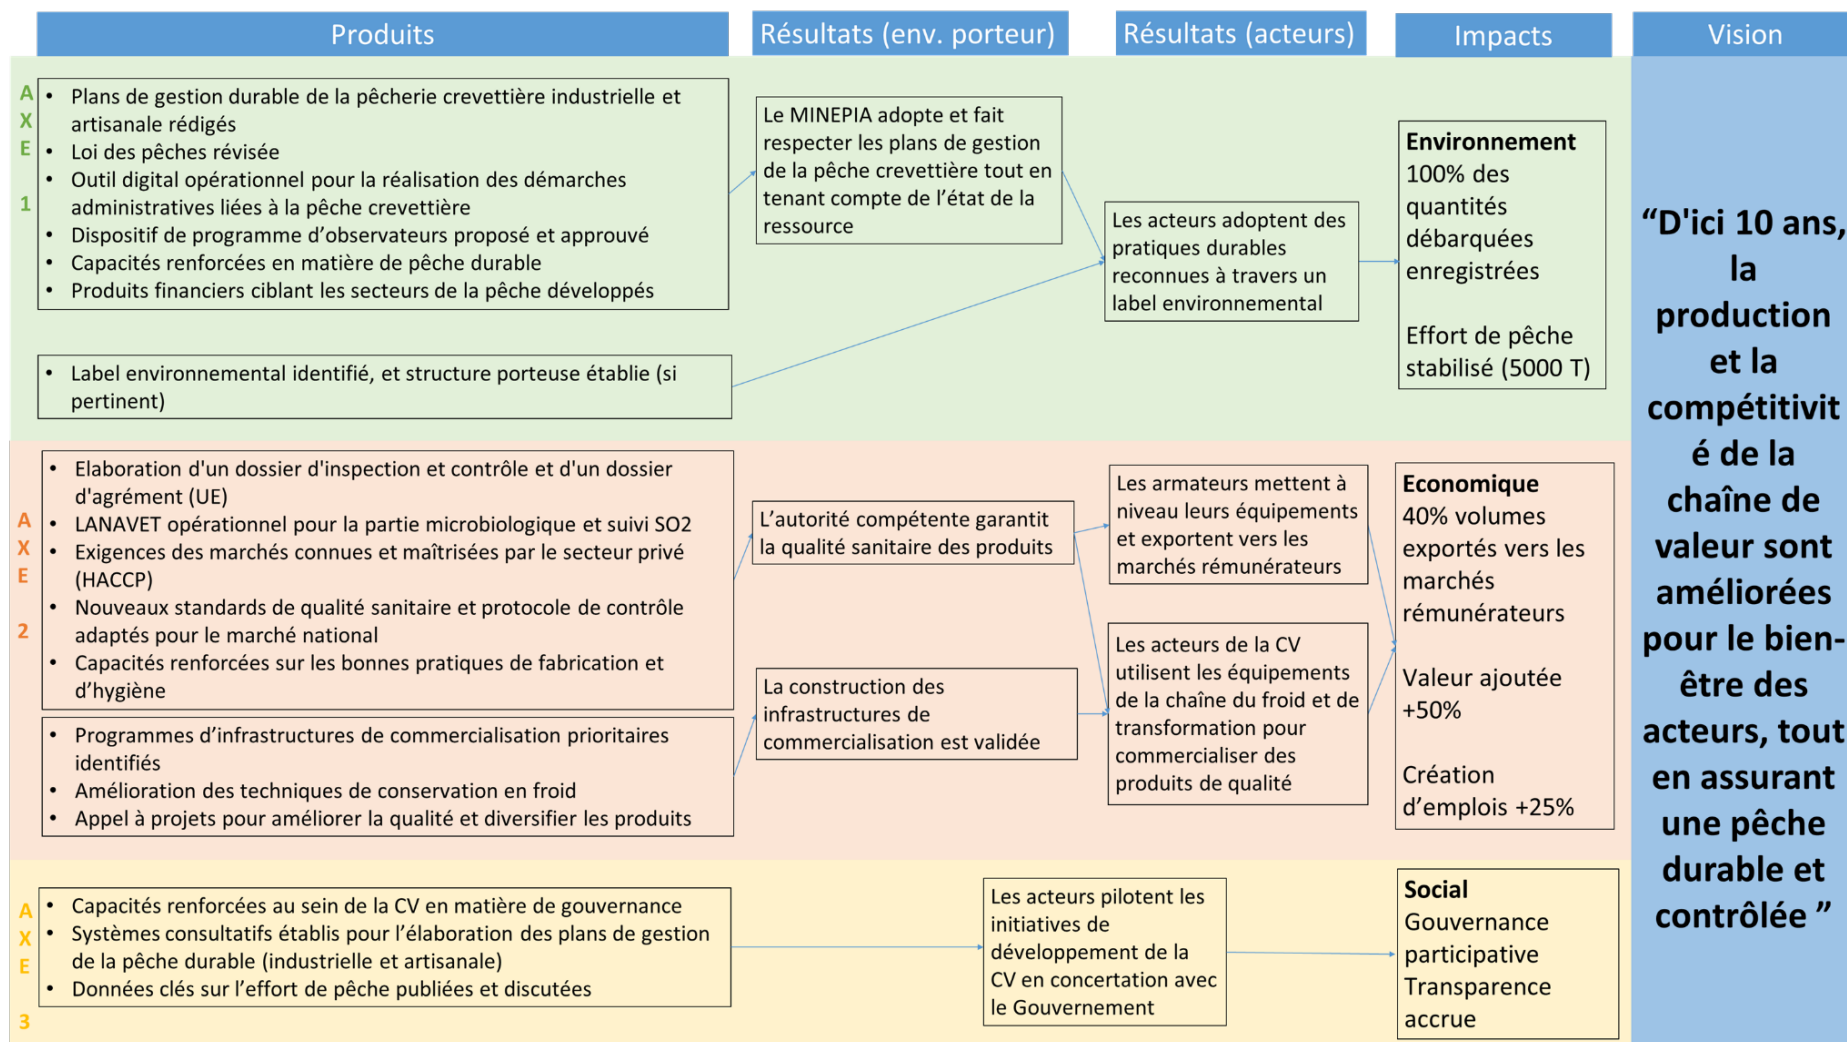 Produits
Résultats (env. porteur)
Résultats (acteurs)
Impacts
Vision
A
X
E
1
• Plans de gestion durable de la pêcherie crevettière industrielle et
artisanale rédigés
• Loi des pêches révisée
• Outil digital opérationnel pour la réalisation des démarches
administratives liées à la pêche crevettière
• Dispositif de programme d’observateurs proposé et approuvé
• Capacités renforcées en matière de pêche durable
• Produits financiers ciblant les secteurs de la pêche développés
• Label environnemental identifié, et structure porteuse établie (si
pertinent)
Le MINEPIA adopte et fait
respecter les plans de gestion
de la pêche crevettière tout en
tenant compte de l’état de la
ressource
Les acteurs adoptent des
pratiques durables
reconnues à travers un
label environnemental
Environnement
100% des
quantités
débarquées
enregistrées
Effort de pêche
stabilisé (5000 T)
A
X
E
2
• Elaboration d'un dossier d'inspection et contrôle et d'un dossier
d'agrément (UE)
• LANAVET opérationnel pour la partie microbiologique et suivi SO2
• Exigences des marchés connues et maîtrisées par le secteur privé
(HACCP)
• Nouveaux standards de qualité sanitaire et protocole de contrôle
adaptés pour le marché national
• Capacités renforcées sur les bonnes pratiques de fabrication et
d’hygiène
• Programmes d’infrastructures de commercialisation prioritaires
identifiés
• Amélioration des techniques de conservation en froid
• Appel à projets pour améliorer la qualité et diversifier les produits
L’autorité compétente garantit
la qualité sanitaire des produits
La construction des
infrastructures de
commercialisation est validée
Les armateurs mettent à
niveau leurs équipements
et exportent vers les
marchés rémunérateurs
Les acteurs de la CV
utilisent les équipements
de la chaîne du froid et de
transformation pour
commercialiser des
produits de qualité
Economique
40% volumes
exportés vers les
marchés
rémunérateurs
Valeur ajoutée
+50%
Création
d’emplois +25%
A
X
E
3
• Capacités renforcées au sein de la CV en matière de gouvernance
• Systèmes consultatifs établis pour l’élaboration des plans de gestion
de la pêche durable (industrielle et artisanale)
• Données clés sur l’effort de pêche publiées et discutées
Les acteurs pilotent les
initiatives de
développement de la
CV en concertation avec
le Gouvernement
Social
Gouvernance
participative
Transparence
accrue
“D'ici 10 ans,
la
production
et la
compétitivit
é de la
chaîne de
valeur sont
améliorées
pour le bien-
être des
acteurs, tout
en assurant
une pêche
durable et
contrôlée ”